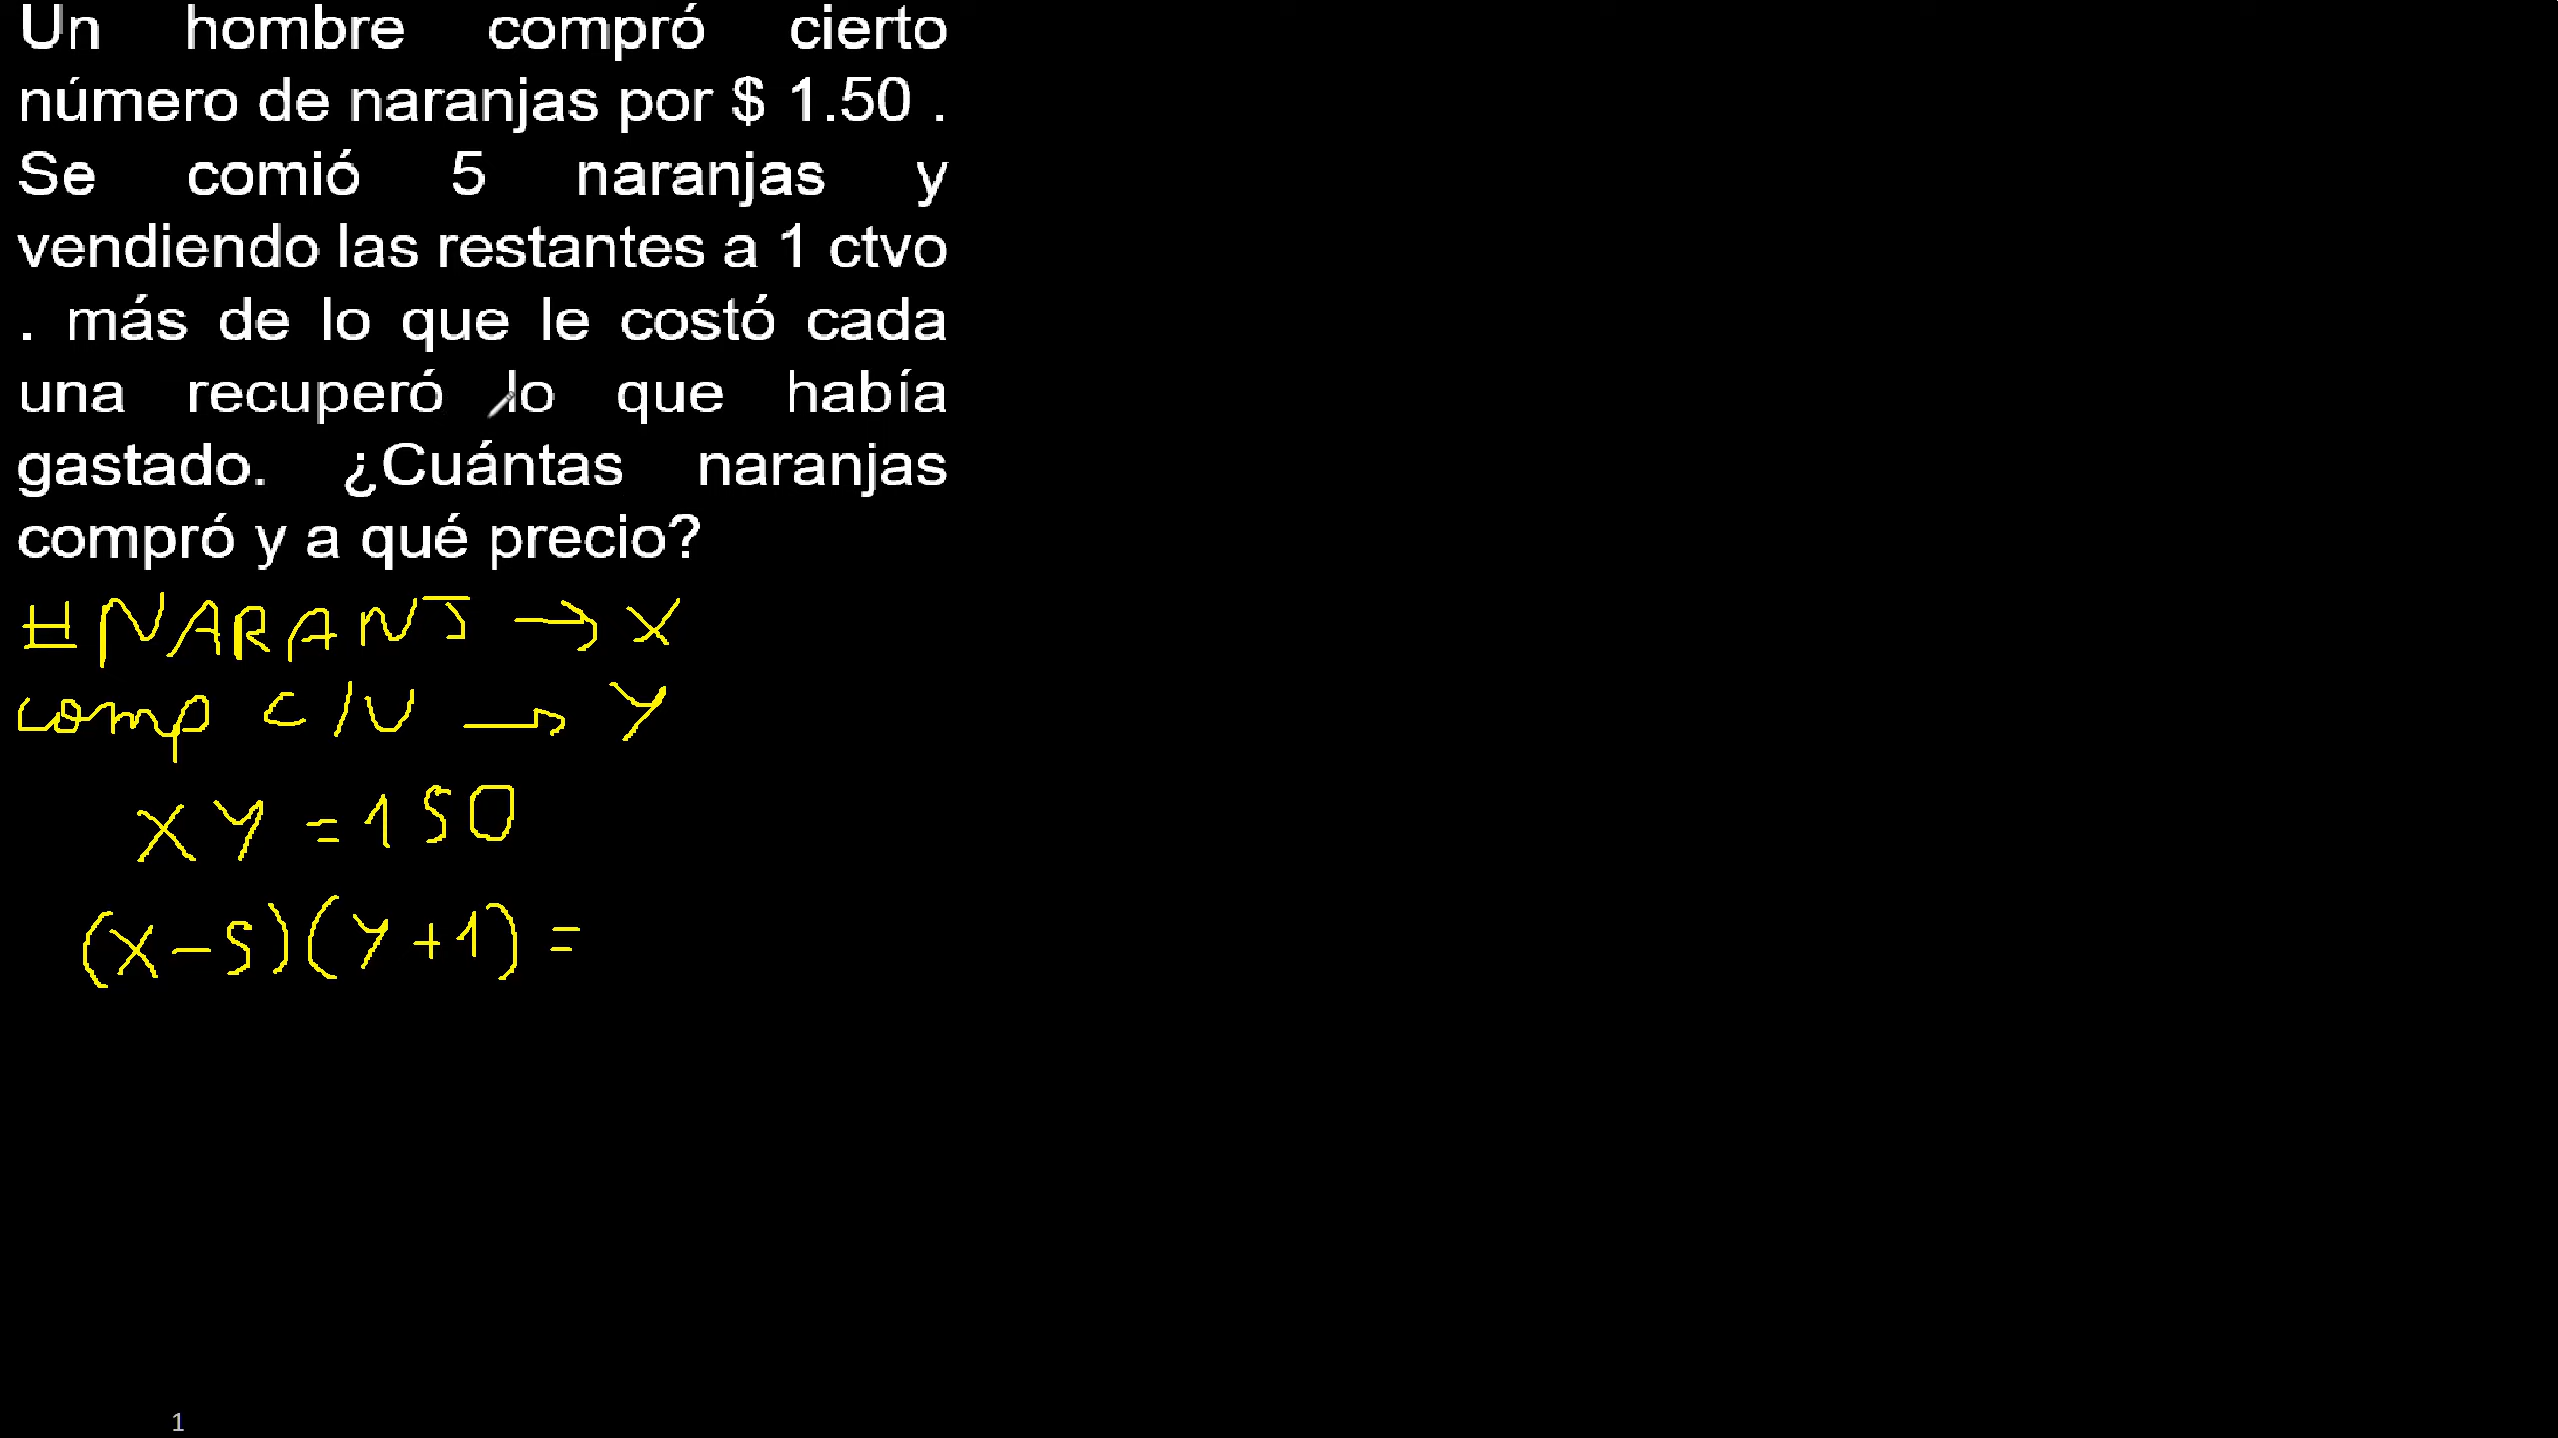 Un hombre compró cierto
número de naranjas por $ 1.50 .
Se comió 5 naranjas y
vendiendo las restantes a 1 ctvo
. más de lo que le costó cada
una recuperó lo que había
gastado. ¿Cuántas naranjas
compró y a qué precio?
# NARANJ → X
comp C/U → Y
XY = 150
(X-5)(Y+1) =
1